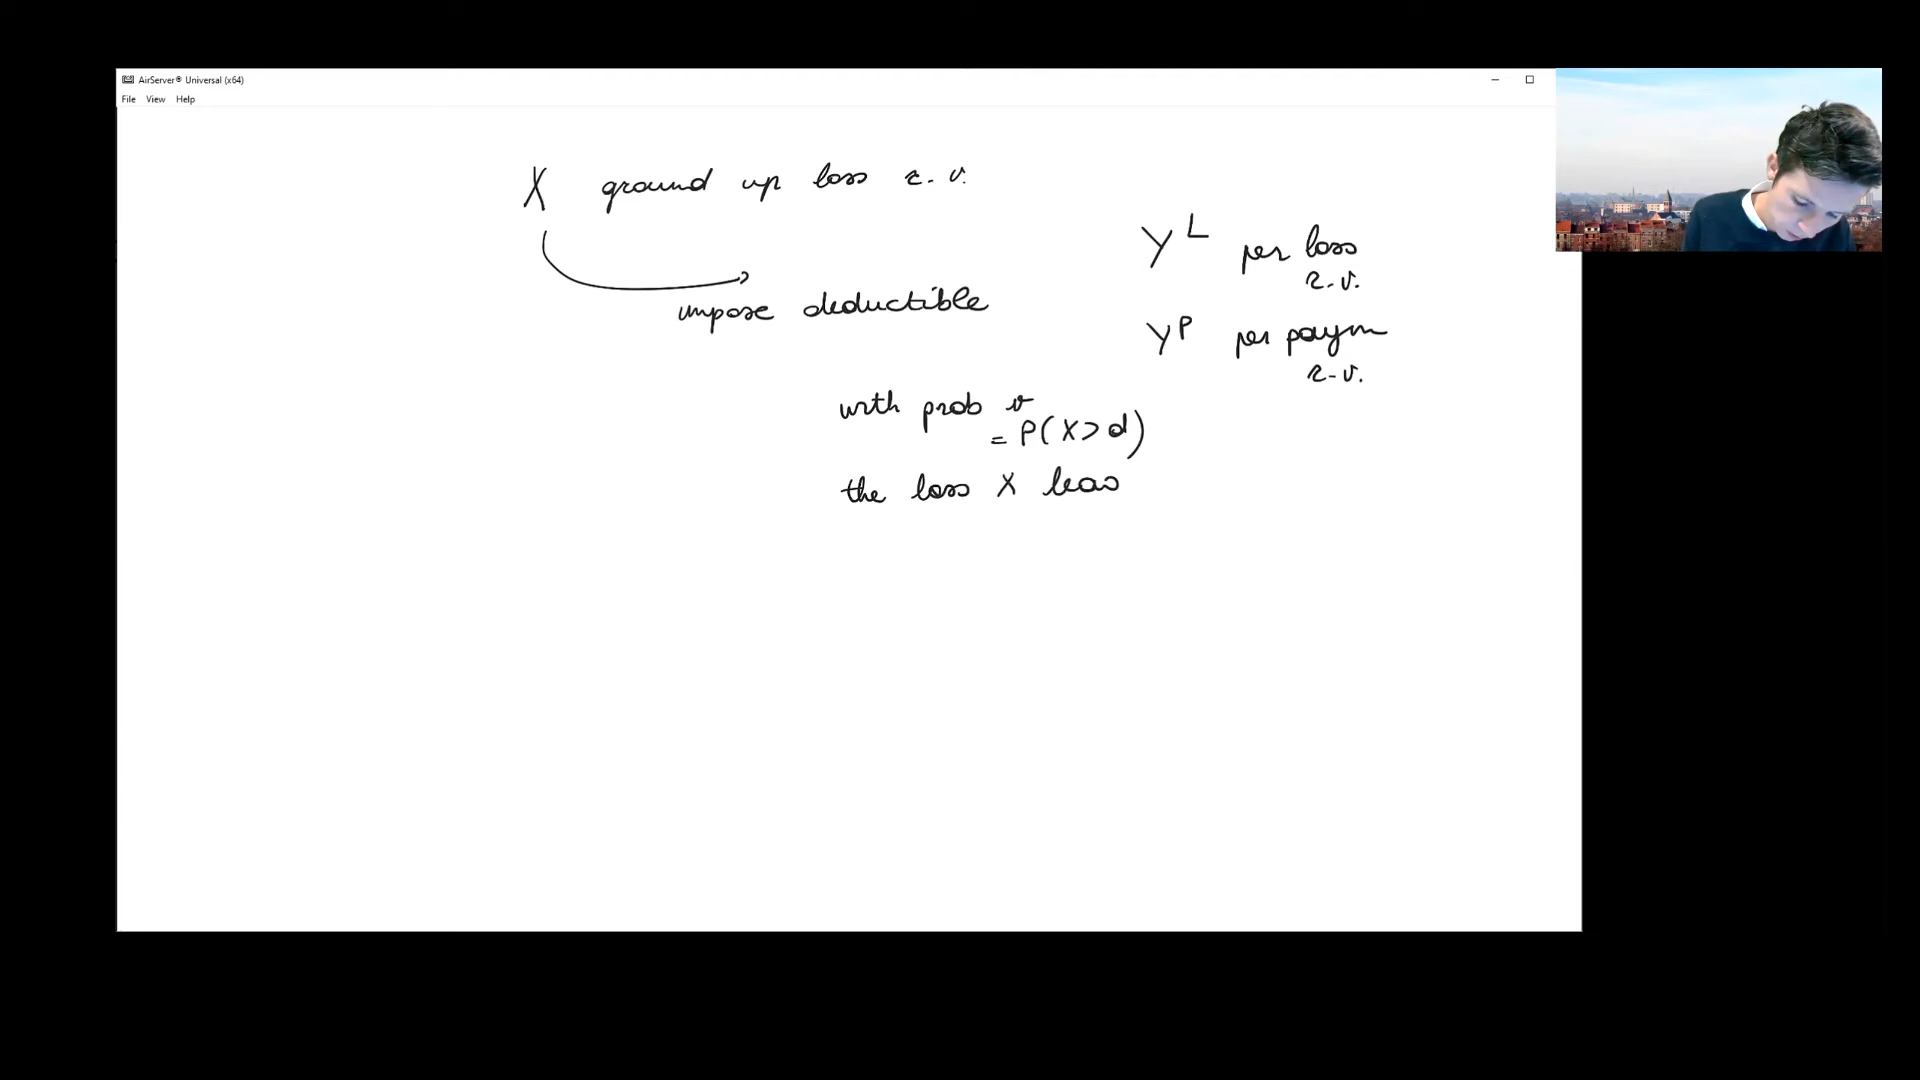 AirServer® Universal (x64)
File View Help
X ground up loss r.v.
Y^L per loss
r.v.
impose deductible
Y^P per paym
r.v.
with prob v
= P(X>d)
the loss X leas